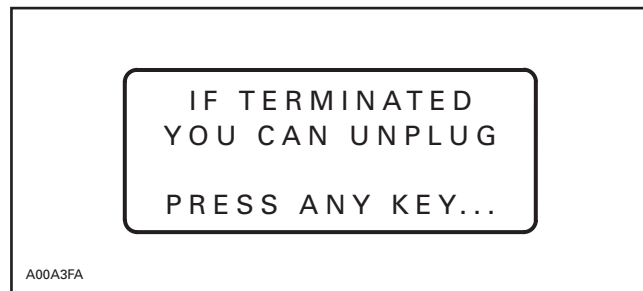 IF TERMINATED
YOU CAN UNPLUG
PRESS ANY KEY...
A00A3FA